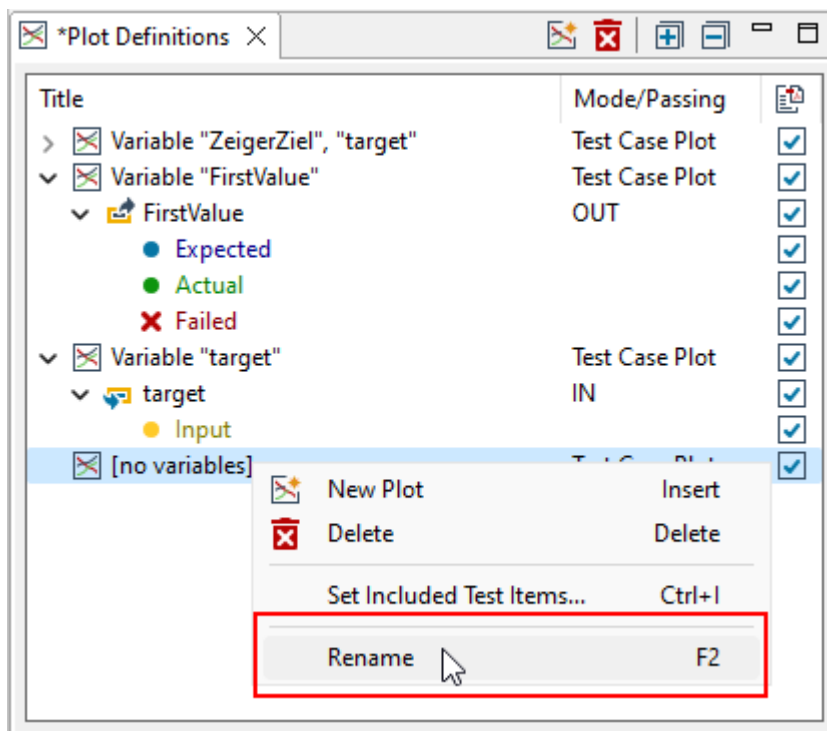 *Plot Definitions
Title Mode/Passing
Variable "ZeigerZiel", "target" Test Case Plot
Variable "FirstValue" Test Case Plot
FirstValue OUT
Expected
Actual
Failed
Variable "target" Test Case Plot
target IN
Input
[no variables]
New Plot Insert
Delete Delete
Set Included Test Items... Ctrl+I
Rename F2